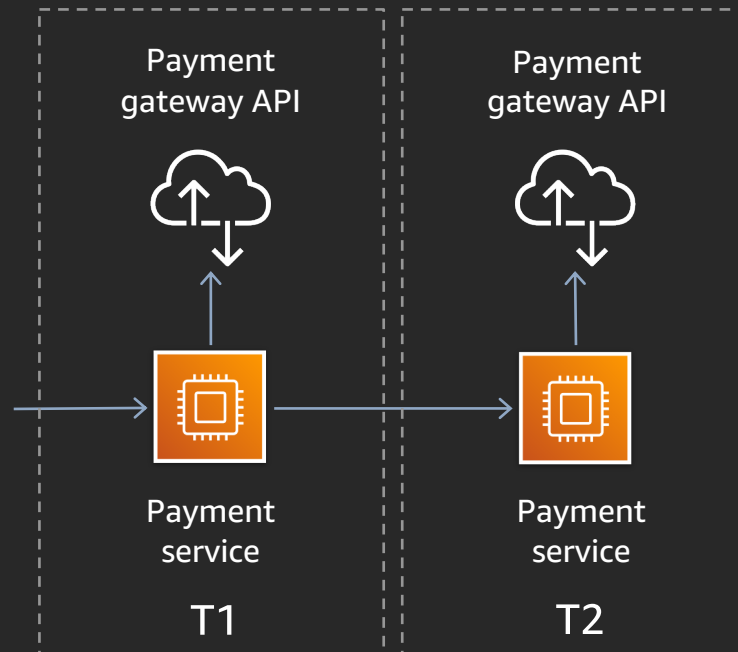 Payment
gateway API
Payment
gateway API
Payment
service
Payment
service
T1
T2